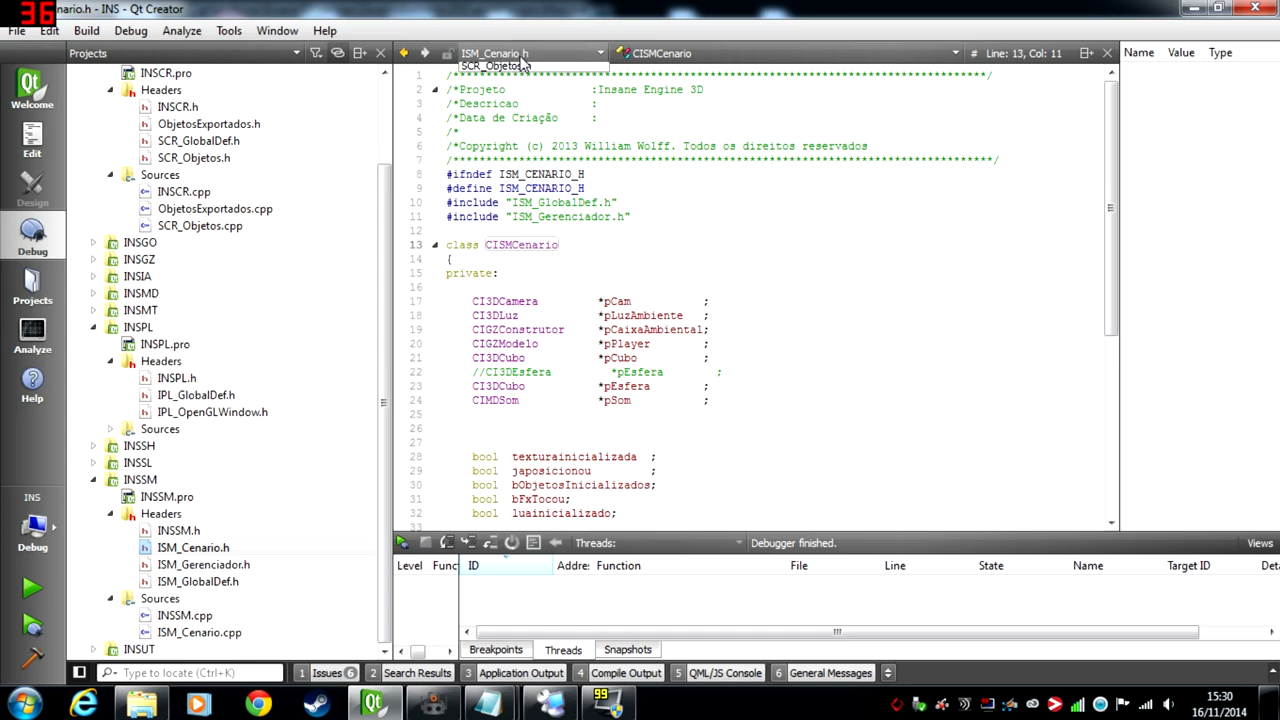 36
enario.h - INS - Qt Creator
File Edit Build Debug Analyze Tools Window Help
Projects
ISM_Cenario.h
CISMCenario
# Line: 13, Col: 11
Name Value Type
SCR_Objetos.h
Welcome
Edit
Design
Debug
Projects
Analyze
Help
INS
Debug
INSCR.pro
Headers
INSCR.h
ObjetosExportados.h
SCR_GlobalDef.h
SCR_Objetos.h
Sources
INSCR.cpp
ObjetosExportados.cpp
SCR_Objetos.cpp
INSGO
INSGZ
INSIA
INSMD
INSMT
INSPL
INSPL.pro
Headers
INSPL.h
IPL_GlobalDef.h
IPL_OpenGLWindow.h
Sources
INSSH
INSSL
INSSM
INSSM.pro
Headers
INSSM.h
ISM_Cenario.h
ISM_Gerenciador.h
ISM_GlobalDef.h
Sources
INSSM.cpp
ISM_Cenario.cpp
INSUT
1 /**********************************************************************************/
2 /*Projeto :Insane Engine 3D
3 /*Descricao :
4 /*Data de Criação :
5 /*
6 /*Copyright (c) 2013 William Wolff. Todos os direitos reservados
7 /***********************************************************************************/
8 #ifndef ISM_CENARIO_H
9 #define ISM_CENARIO_H
10 #include "ISM_GlobalDef.h"
11 #include "ISM_Gerenciador.h"
12
13 class CISMCenario
14 {
15 private:
16
17 CI3DCamera *pCam ;
18 CI3DLuz *pLuzAmbiente ;
19 CIGZConstrutor *pCaixaAmbiental;
20 CIGZModelo *pPlayer ;
21 CI3DCubo *pCubo ;
22 //CI3DEsfera *pEsfera ;
23 CI3DCubo *pEsfera ;
24 CIMDSom *pSom ;
25
26
27
28 bool texturainicializada ;
29 bool japosicionou ;
30 bool bObjetosInicializados;
31 bool bFxTocou;
32 bool luainicializado;
33
Threads:
Debugger finished.
Views
Level Func ID Addre Function File Line State Name Target ID Deta
Breakpoints Threads Snapshots
Type to locate (Ctrl+K)
1 Issues 6
2 Search Results
3 Application Output
4 Compile Output
5 QML/JS Console
6 General Messages
99
15:30
16/11/2014